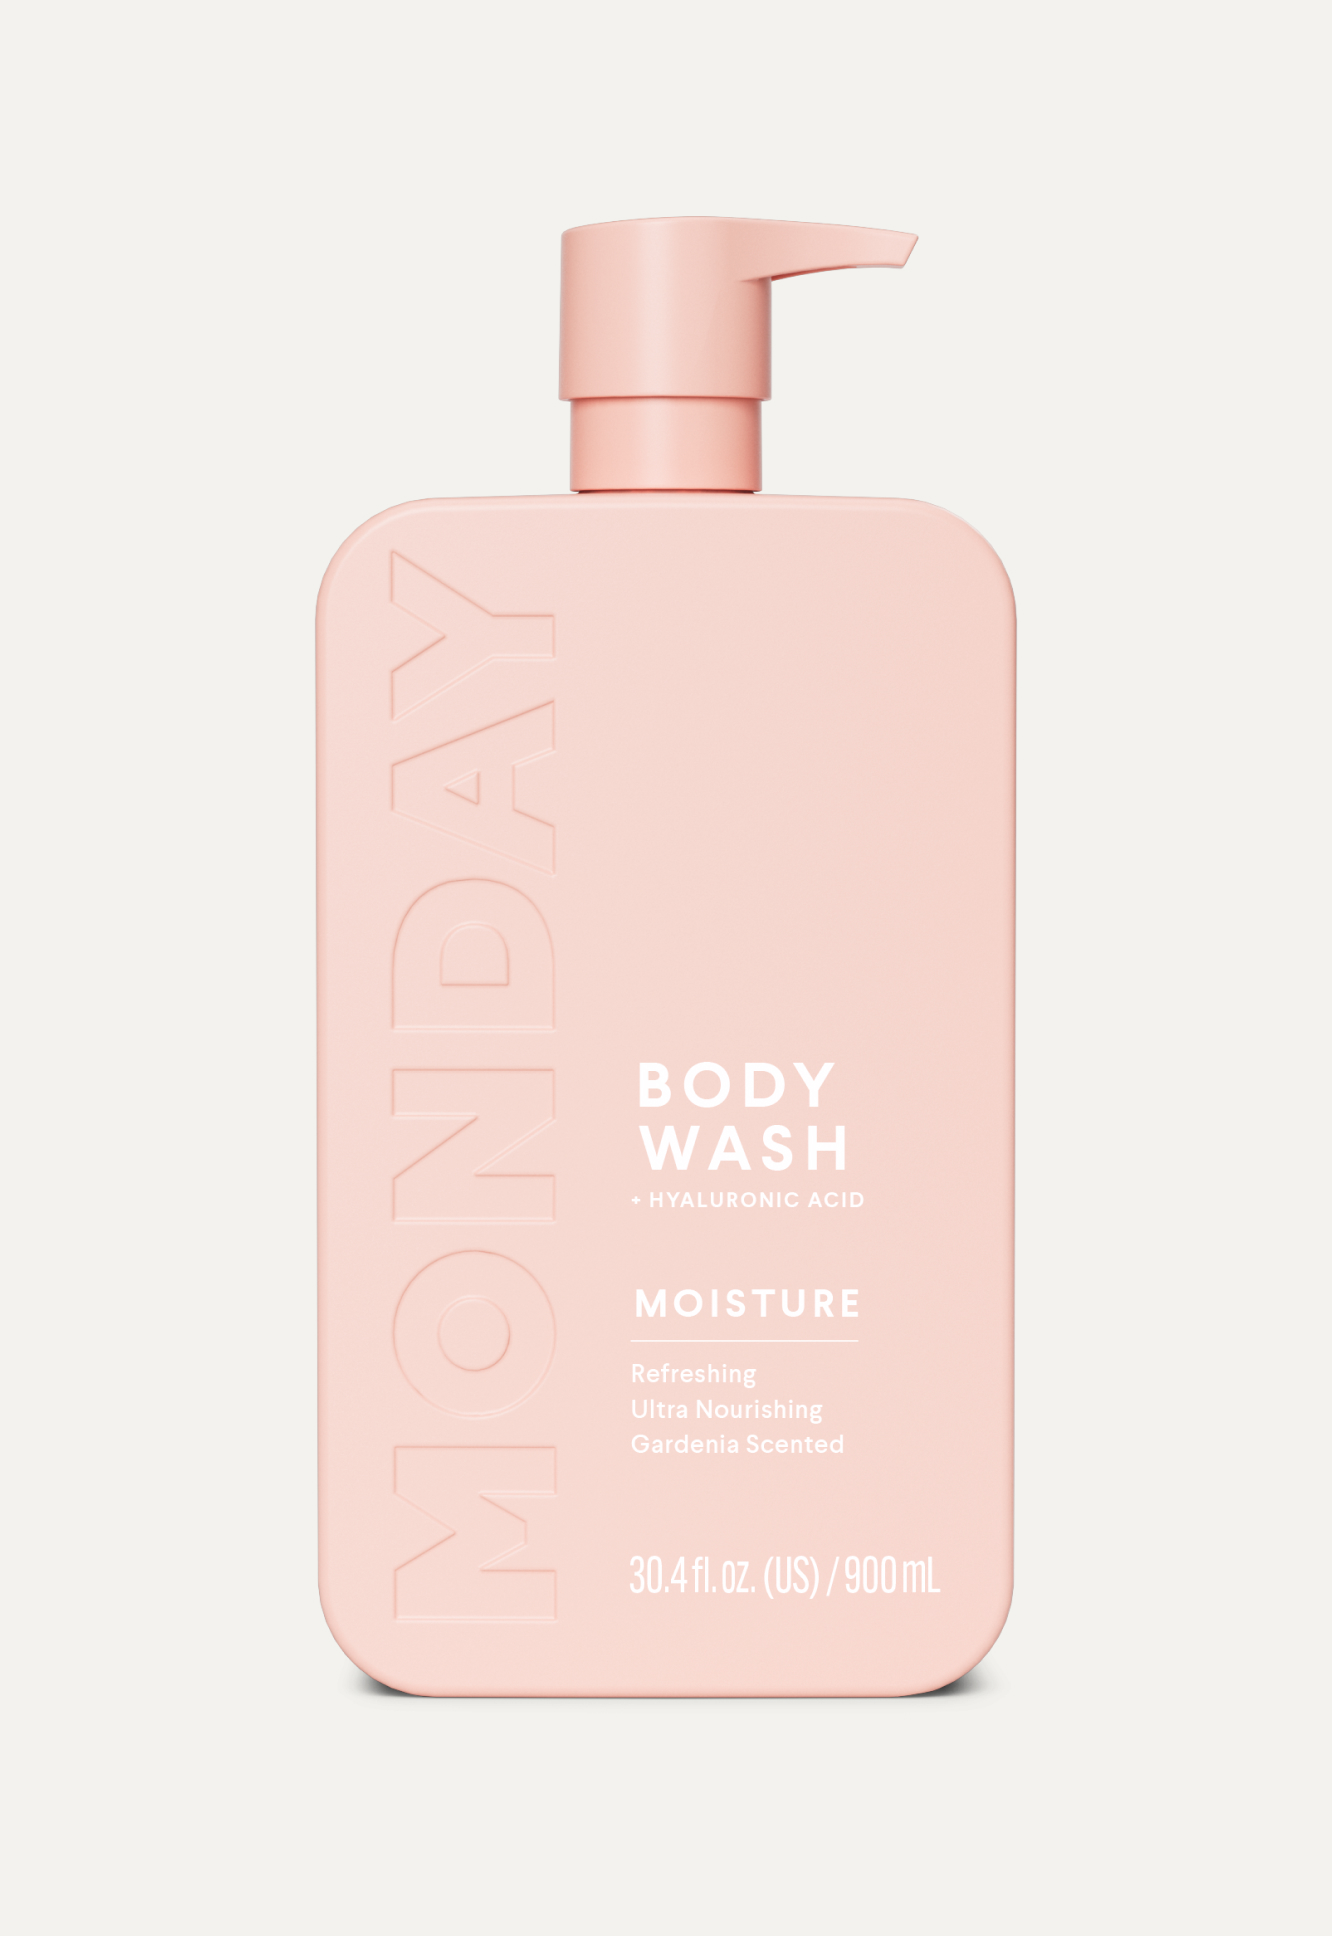 MONDAY
BODY
WASH
+ HYALURONIC ACID
MOISTURE
Refreshing
Ultra Nourishing
Gardenia Scented
30.4 fl. oz. (US) / 900 mL